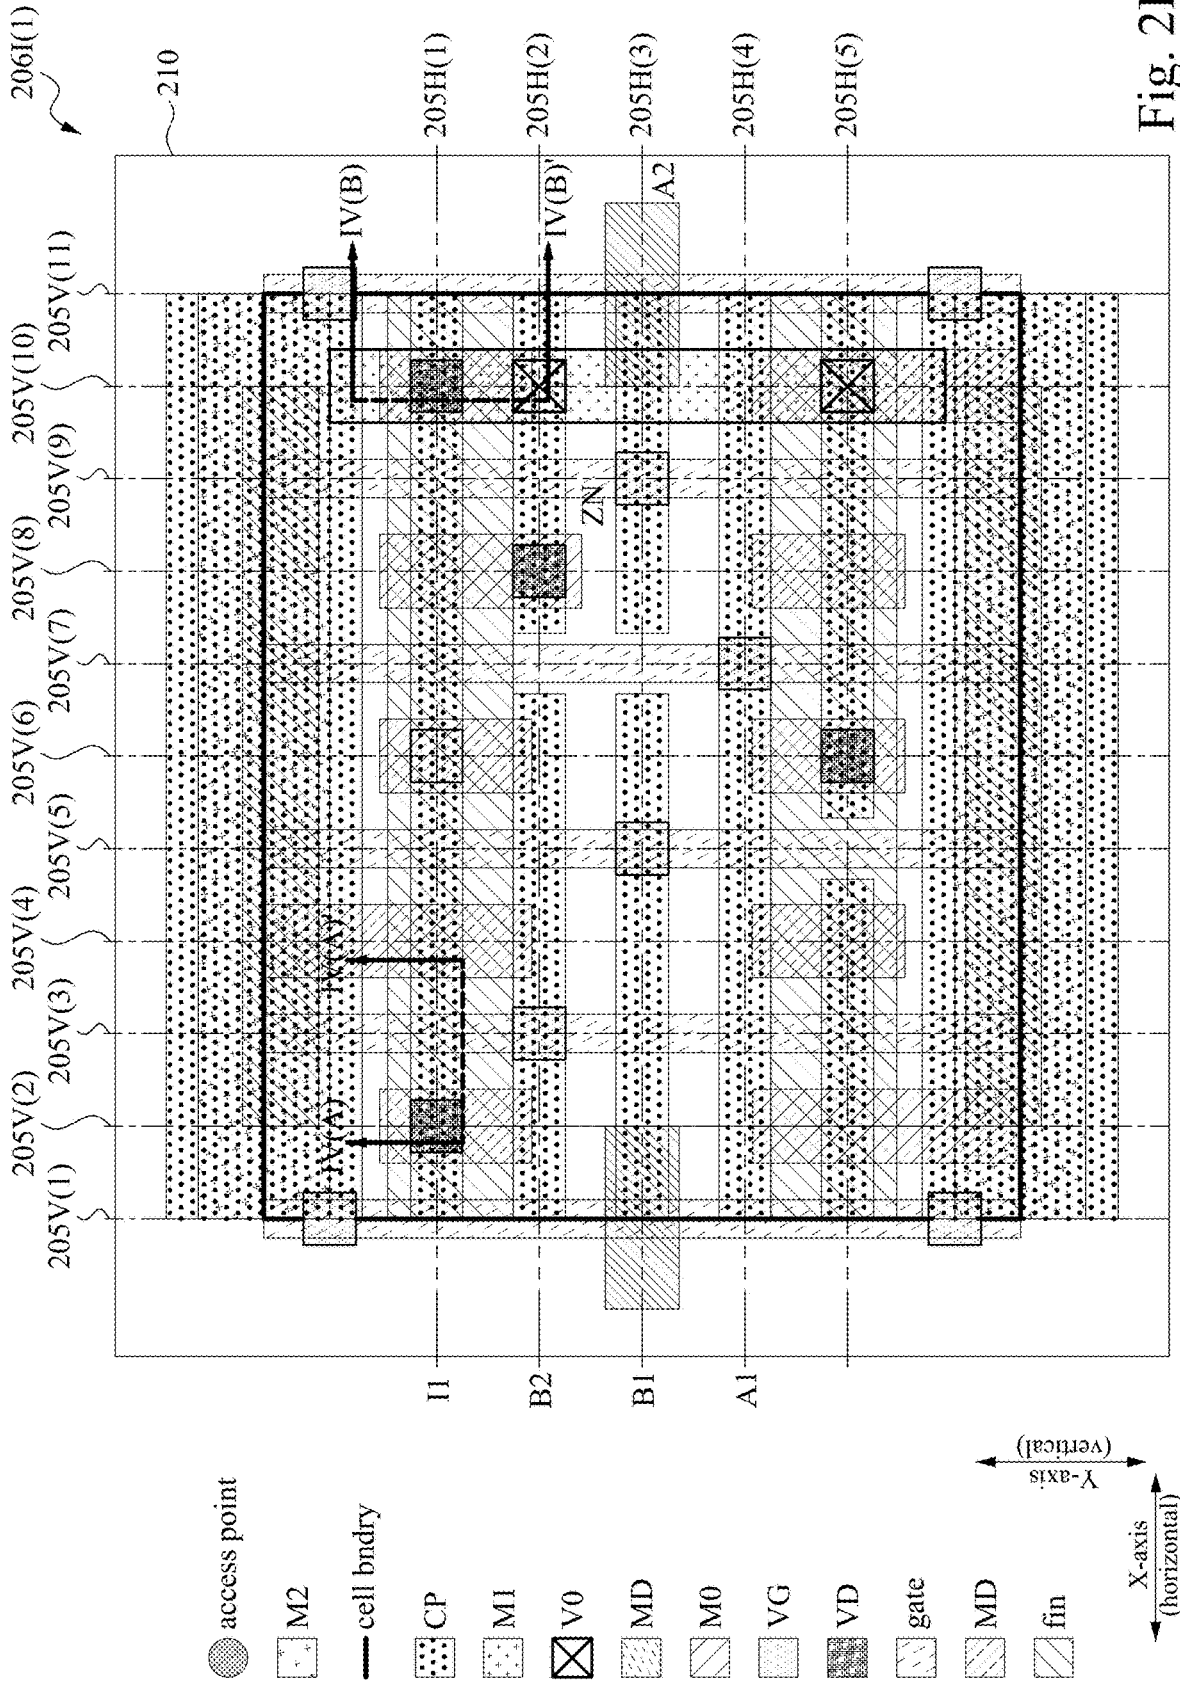 206I(1)
210
205V(1)
205V(2)
205V(3)
205V(4)
205V(5)
205V(6)
205V(7)
205V(8)
205V(9)
205V(10)
205V(11)
IV(A)
IV(A)'
IV(B)
IV(B)'
205H(1)
205H(2)
205H(3)
205H(4)
205H(5)
I1
B2
B1
A1
A2
ZN
access point
M2
cell bndry
CP
M1
V0
MD
M0
VG
VD
gate
MD
fin
X-axis
(horizontal)
Y-axis
(vertical)